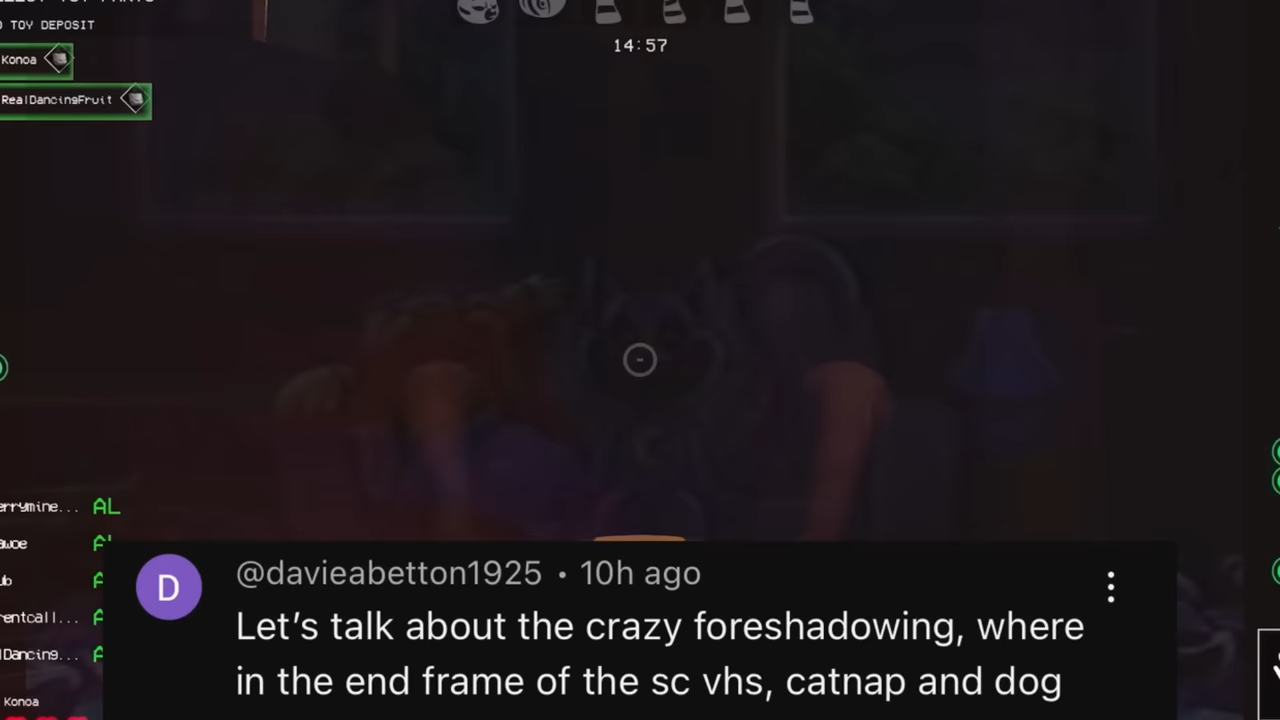 TOY DEPOSIT
14:57
Konoa
RealDancingFruit
AL
Konoa
@davieabetton1925 • 10h ago
D
Let’s talk about the crazy foreshadowing, where
in the end frame of the sc vhs, catnap and dog